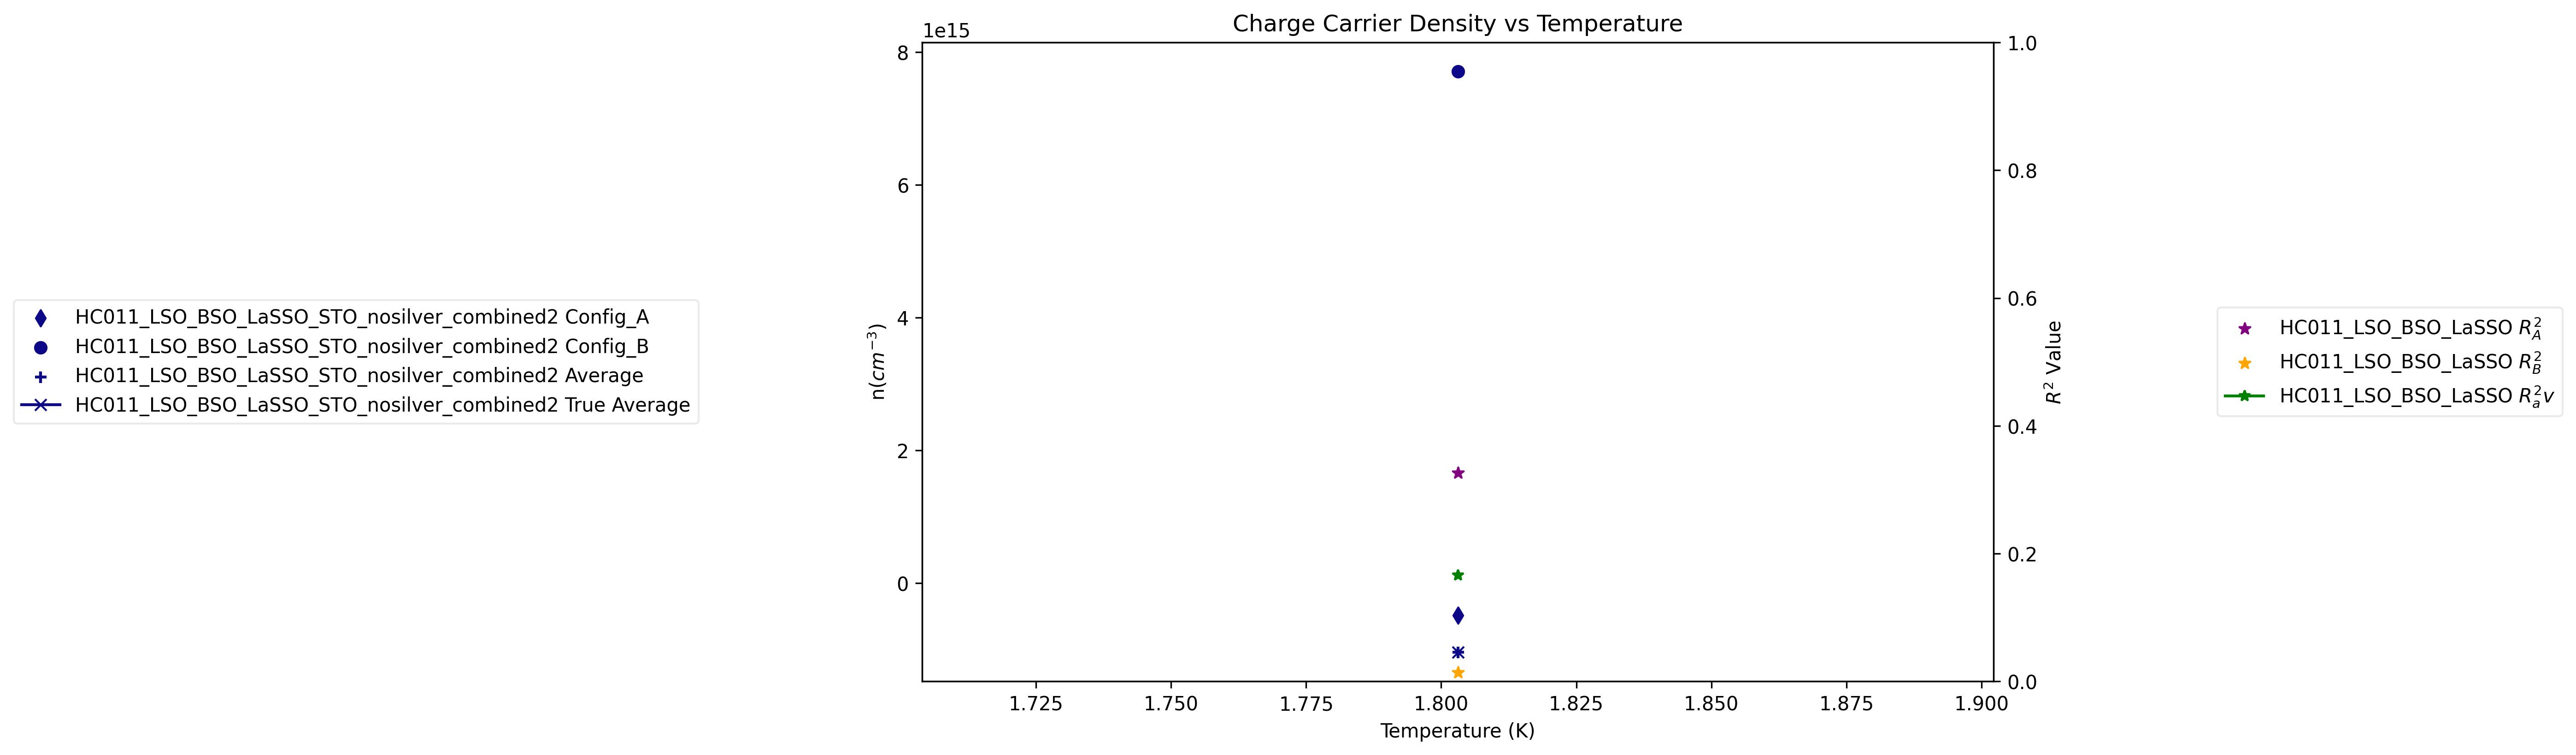 Charge Carrier Density vs Temperature
1e15
8
6
4
2
0
n(cm⁻³)
1.0
0.8
0.6
0.4
0.2
0.0
R² Value
1.725 1.750 1.775 1.800 1.825 1.850 1.875 1.900
Temperature (K)
HC011_LSO_BSO_LaSSO_STO_nosilver_combined2 Config_A
HC011_LSO_BSO_LaSSO_STO_nosilver_combined2 Config_B
HC011_LSO_BSO_LaSSO_STO_nosilver_combined2 Average
HC011_LSO_BSO_LaSSO_STO_nosilver_combined2 True Average
HC011_LSO_BSO_LaSSO R²_A
HC011_LSO_BSO_LaSSO R²_B
HC011_LSO_BSO_LaSSO R²_a v